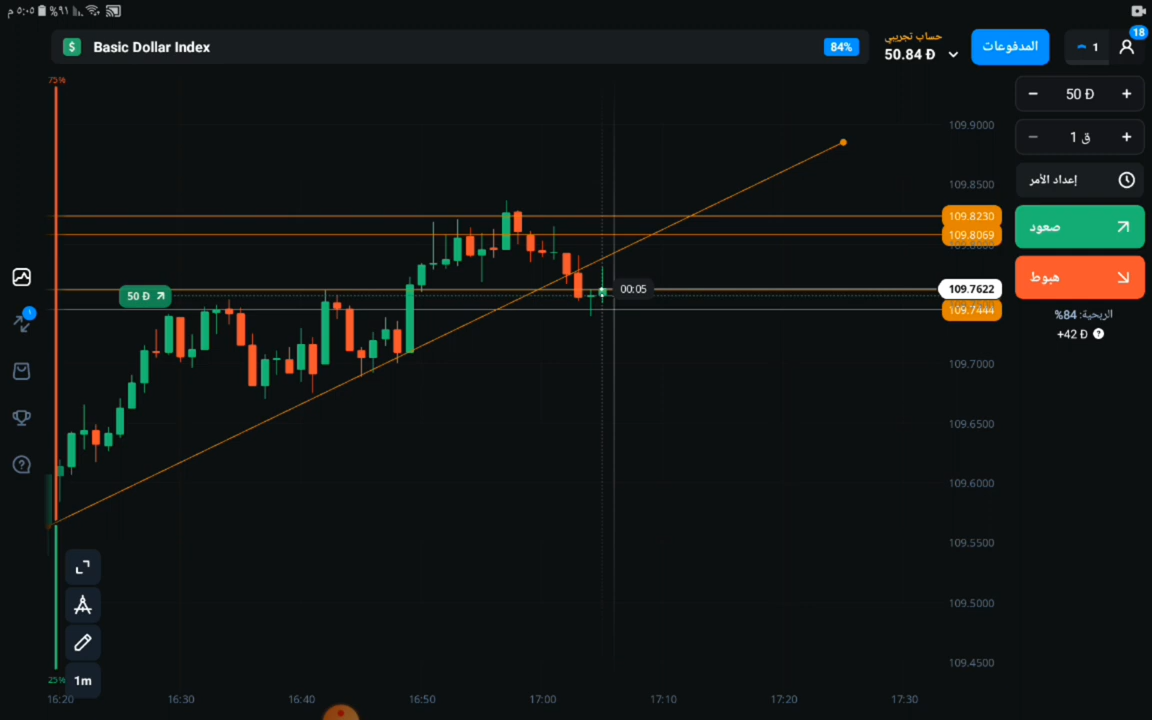 ٥:٠٥ م %٩١
Basic Dollar Index
84%
حساب تجريبي
50.84 Đ
المدفوعات
1
18
75%
50 Đ
1 ق
إعداد الأمر
صعود
هبوط
الربحية: 84%
+42 Đ
109.9000
109.8500
109.8230
109.8069
109.7622
109.7444
109.7000
109.6500
109.6000
109.5500
109.5000
109.4500
50 Đ
00:05
25%
1m
16:20
16:30
16:40
16:50
17:00
17:10
17:20
17:30